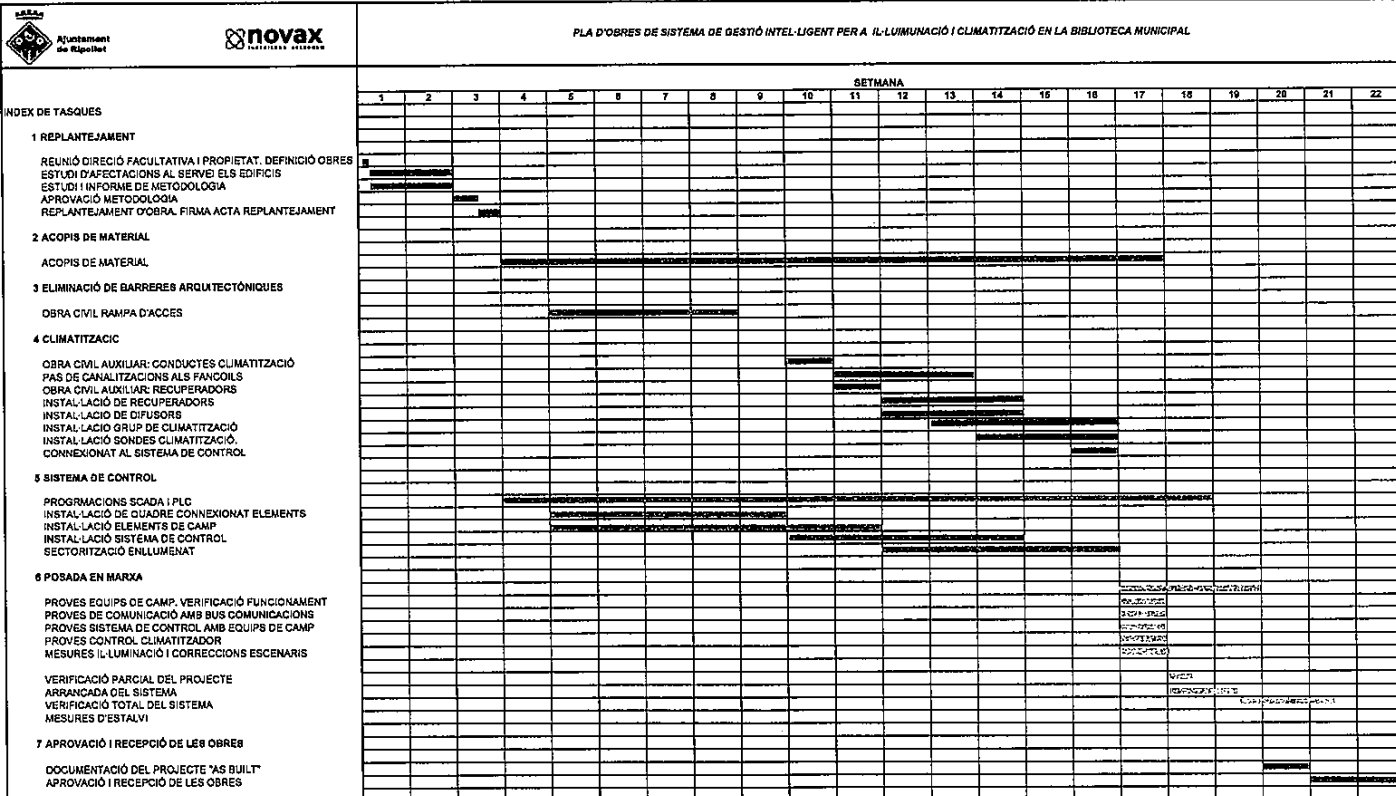 Ajuntament
de Ripollet
novax
PLA D'OBRES DE SISTEMA DE GESTIÓ INTEL·LIGENT PER A IL·LUIMUNACIÓ I CLIMATITZACIÓ EN LA BIBLIOTECA MUNICIPAL
SETMANA
1 2 3 4 5 6 7 8 9 10 11 12 13 14 15 16 17 18 19 20 21 22
INDEX DE TASQUES
1 REPLANTEJAMENT
REUNIÓ DIRECIÓ FACULTATIVA I PROPIETAT. DEFINICIÓ OBRES
ESTUDI D'AFECTACIONS AL SERVEI ELS EDIFICIS
ESTUDI I INFORME DE METODOLOGIA
APROVACIÓ METODOLOGIA
REPLANTEJAMENT D'OBRA. FIRMA ACTA REPLANTEJAMENT
2 ACOPIS DE MATERIAL
ACOPIS DE MATERIAL
3 ELIMINACIÓ DE BARRERES ARQUITECTÒNIQUES
OBRA CIVIL RAMPA D'ACCES
4 CLIMATITZACIC
OBRA CIVIL AUXILIAR: CONDUCTES CLIMATITZACIÓ
PAS DE CANALITZACIONS ALS FANCOILS
OBRA CIVIL AUXILIAR: RECUPERADORS
INSTAL·LACIÓ DE RECUPERADORS
INSTAL·LACIÓ DE DIFUSORS
INSTAL·LACIO GRUP DE CLIMATITZACIÓ
INSTAL·LACIÓ SONDES CLIMATITZACIÓ.
CONNEXIONAT AL SISTEMA DE CONTROL
5 SISTEMA DE CONTROL
PROGRMACIONS SCADA I PLC
INSTAL·LACIÓ DE QUADRE CONNEXIONAT ELEMENTS
INSTAL·LACIÓ ELEMENTS DE CAMP
INSTAL·LACIÓ SISTEMA DE CONTROL
SECTORITZACIÓ ENLLUMENAT
6 POSADA EN MARXA
PROVES EQUIPS DE CAMP. VERIFICACIÓ FUNCIONAMENT
PROVES DE COMUNICACIÓ AMB BUS COMUNICACIONS
PROVES SISTEMA DE CONTROL AMB EQUIPS DE CAMP
PROVES CONTROL CLIMATITZADOR
MESURES IL·LUMINACIÓ I CORRECCIONS ESCENARIS
VERIFICACIÓ PARCIAL DEL PROJECTE
ARRANCADA DEL SISTEMA
VERIFICACIÓ TOTAL DEL SISTEMA
MESURES D'ESTALVI
7 APROVACIÓ I RECEPCIÓ DE LES OBRES
DOCUMENTACIÓ DEL PROJECTE "AS BUILT"
APROVACIÓ I RECEPCIÓ DE LES OBRES